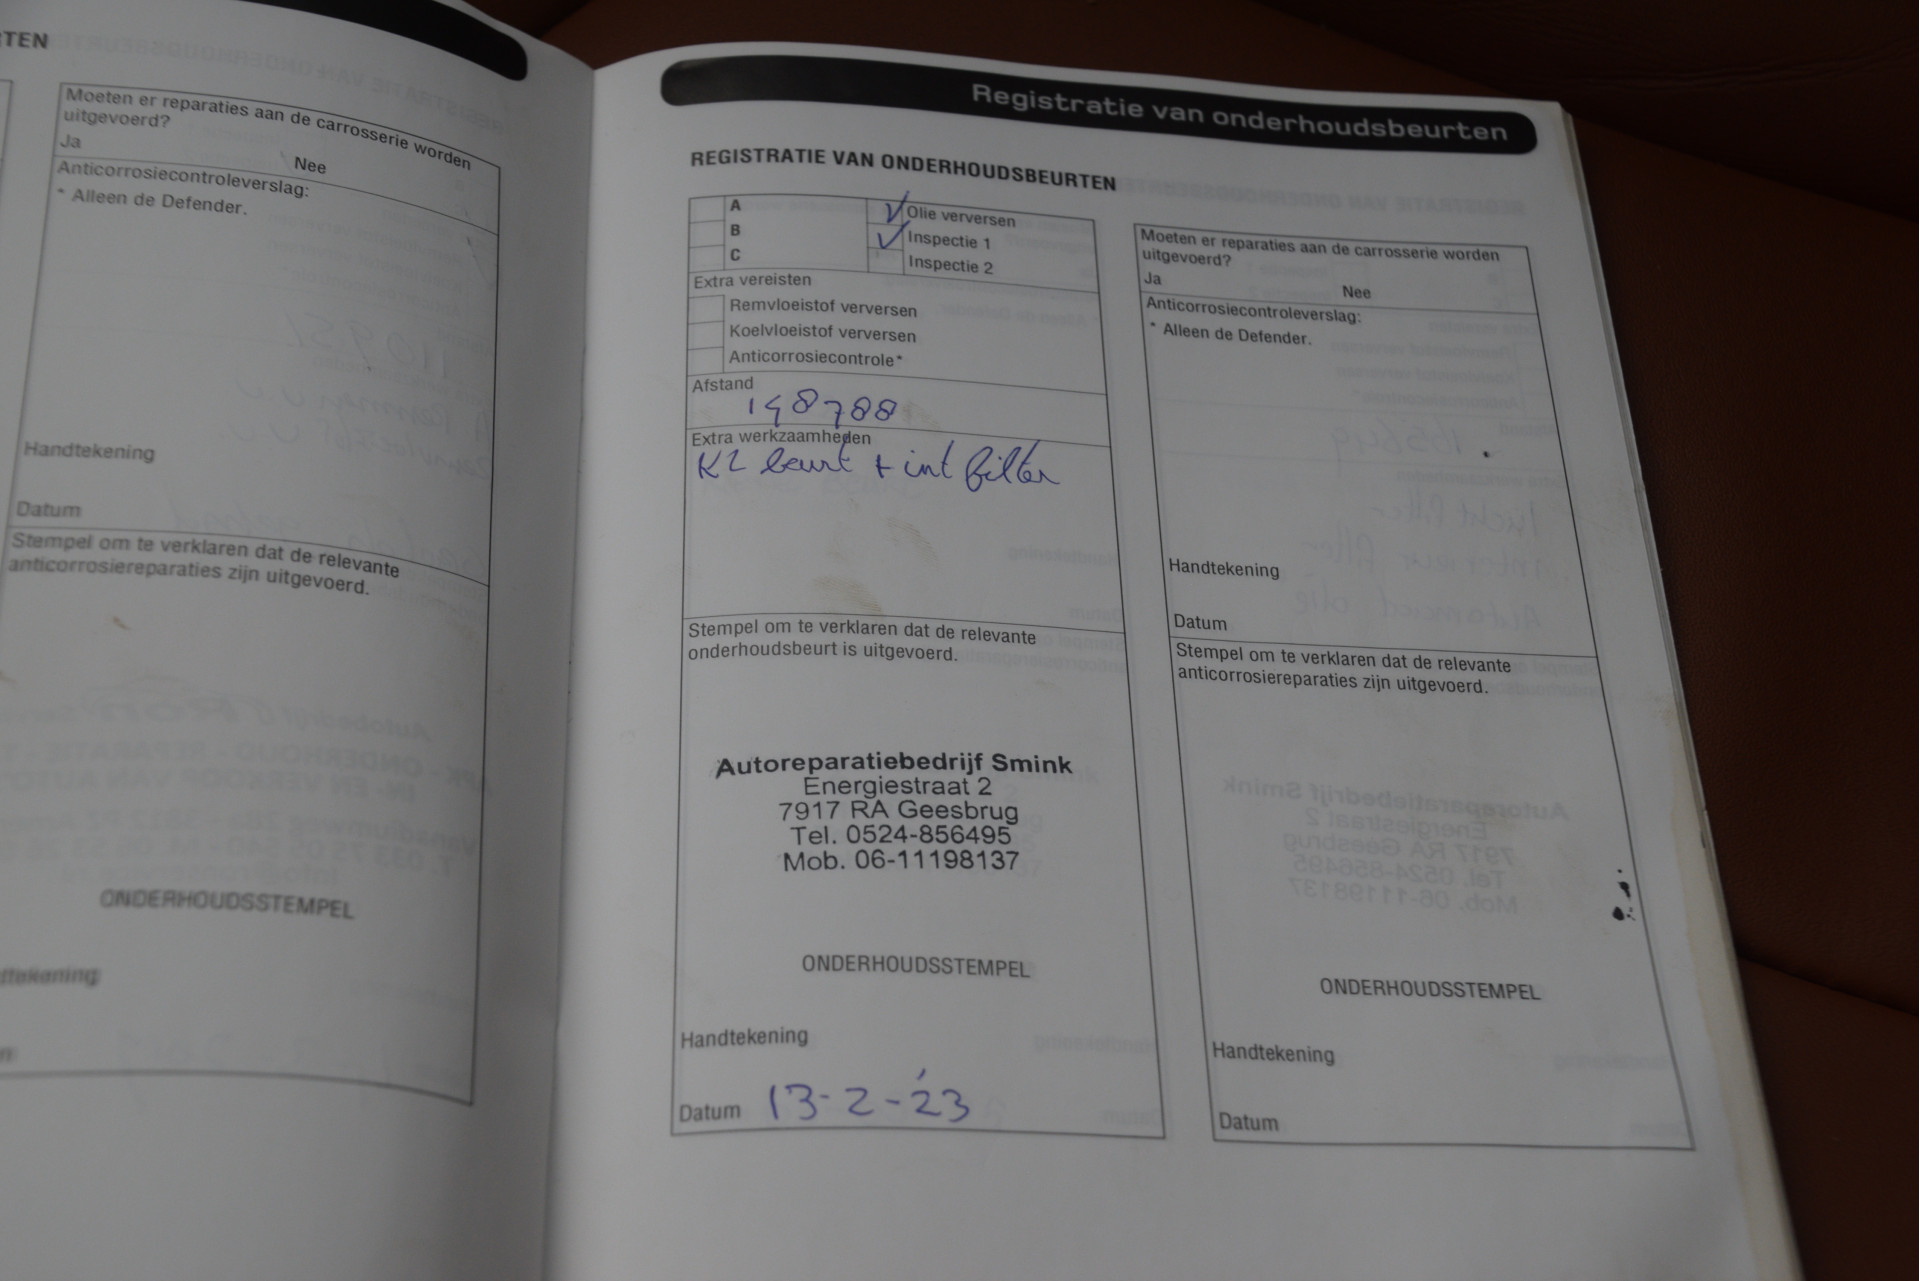 TEN
Moeten er reparaties aan de carrosserie worden
uitgevoerd?
Ja
Nee
Anticorrosiecontroleverslag:
* Alleen de Defender.
Handtekening
Datum
Stempel om te verklaren dat de relevante
anticorrosiereparaties zijn uitgevoerd.
ONDERHOUDSSTEMPEL
Registratie van onderhoudsbeurten
REGISTRATIE VAN ONDERHOUDSBEURTEN
A
B
C
Olie verversen
Inspectie 1
Inspectie 2
Extra vereisten
Remvloeistof verversen
Koelvloeistof verversen
Anticorrosiecontrole*
Afstand
198788
Extra werkzaamheden
K2 beurt + int filter
Stempel om te verklaren dat de relevante
onderhoudsbeurt is uitgevoerd.
Autoreparatiebedrijf Smink
Energiestraat 2
7917 RA Geesbrug
Tel. 0524-856495
Mob. 06-11198137
ONDERHOUDSSTEMPEL
Handtekening
Datum 13-2-'23
Moeten er reparaties aan de carrosserie worden
uitgevoerd?
Ja
Nee
Anticorrosiecontroleverslag:
* Alleen de Defender.
Handtekening
Datum
Stempel om te verklaren dat de relevante
anticorrosiereparaties zijn uitgevoerd.
ONDERHOUDSSTEMPEL
Handtekening
Datum